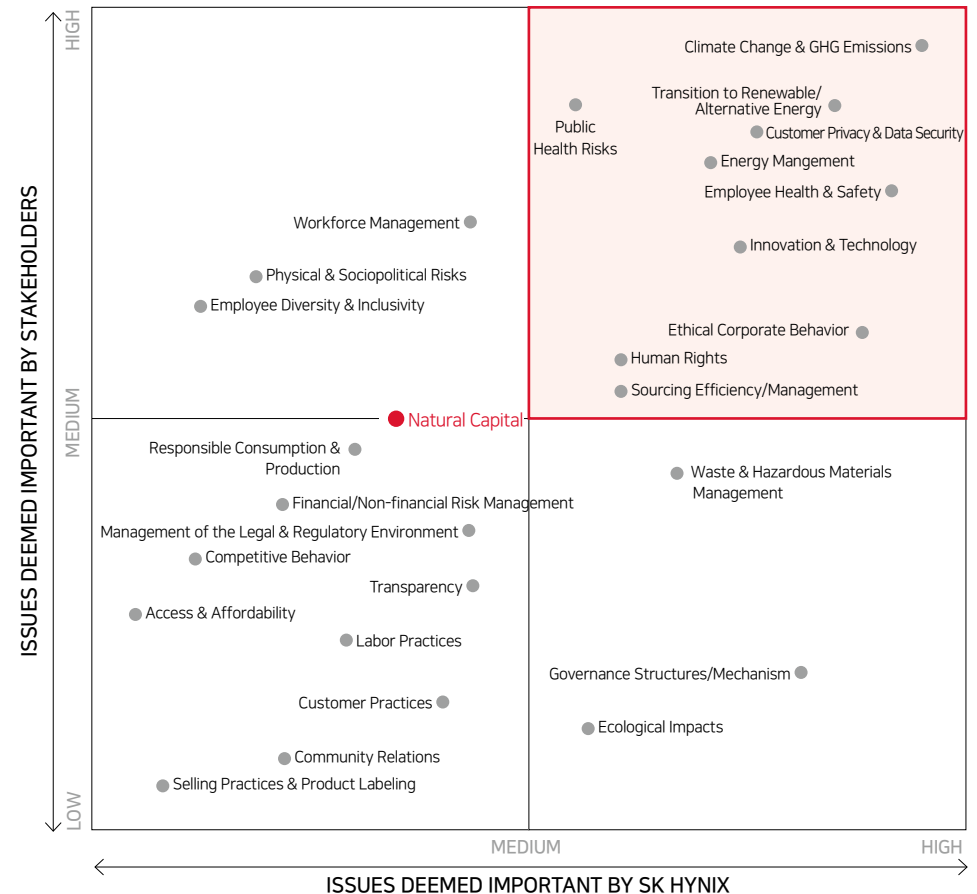 HIGH
Climate Change & GHG Emissions
Transition to Renewable/
Alternative Energy
Public
Health Risks
Customer Privacy & Data Security
Energy Mangement
Employee Health & Safety
Workforce Management
Innovation & Technology
Physical & Sociopolitical Risks
Employee Diversity & Inclusivity
Ethical Corporate Behavior
Human Rights
Sourcing Efficiency/Management
ISSUES DEEMED IMPORTANT BY STAKEHOLDERS
MEDIUM
Natural Capital
Responsible Consumption &
Production
Waste & Hazardous Materials
Management
Financial/Non-financial Risk Management
Management of the Legal & Regulatory Environment
Competitive Behavior
Transparency
Access & Affordability
Labor Practices
Governance Structures/Mechanism
Customer Practices
Ecological Impacts
Community Relations
Selling Practices & Product Labeling
LOW
MEDIUM
HIGH
ISSUES DEEMED IMPORTANT BY SK HYNIX